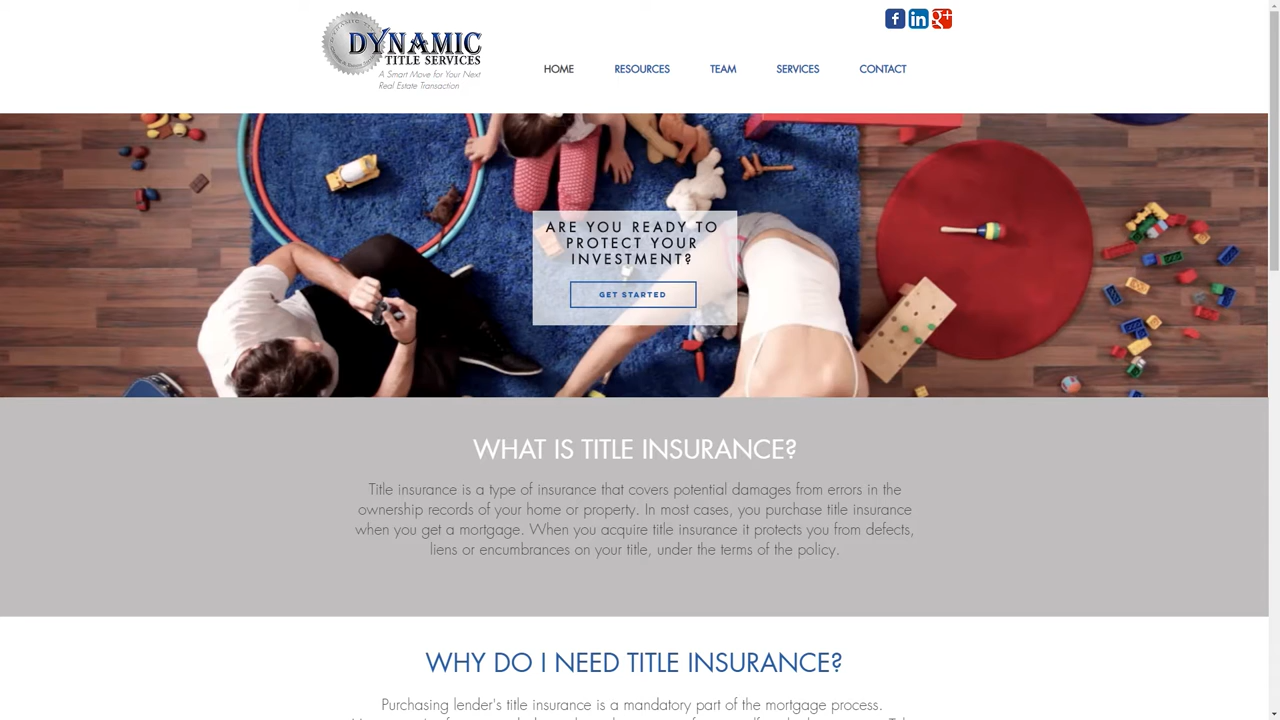 DYNAMIC
TITLE SERVICES
A Smart Move for Your Next
Real Estate Transaction
HOME
RESOURCES
TEAM
SERVICES
CONTACT
ARE YOU READY TO
PROTECT YOUR
INVESTMENT?
GET STARTED
WHAT IS TITLE INSURANCE?
Title insurance is a type of insurance that covers potential damages from errors in the
ownership records of your home or property. In most cases, you purchase title insurance
when you get a mortgage. When you acquire title insurance it protects you from defects,
liens or encumbrances on your title, under the terms of the policy.
WHY DO I NEED TITLE INSURANCE?
Purchasing lender's title insurance is a mandatory part of the mortgage process.